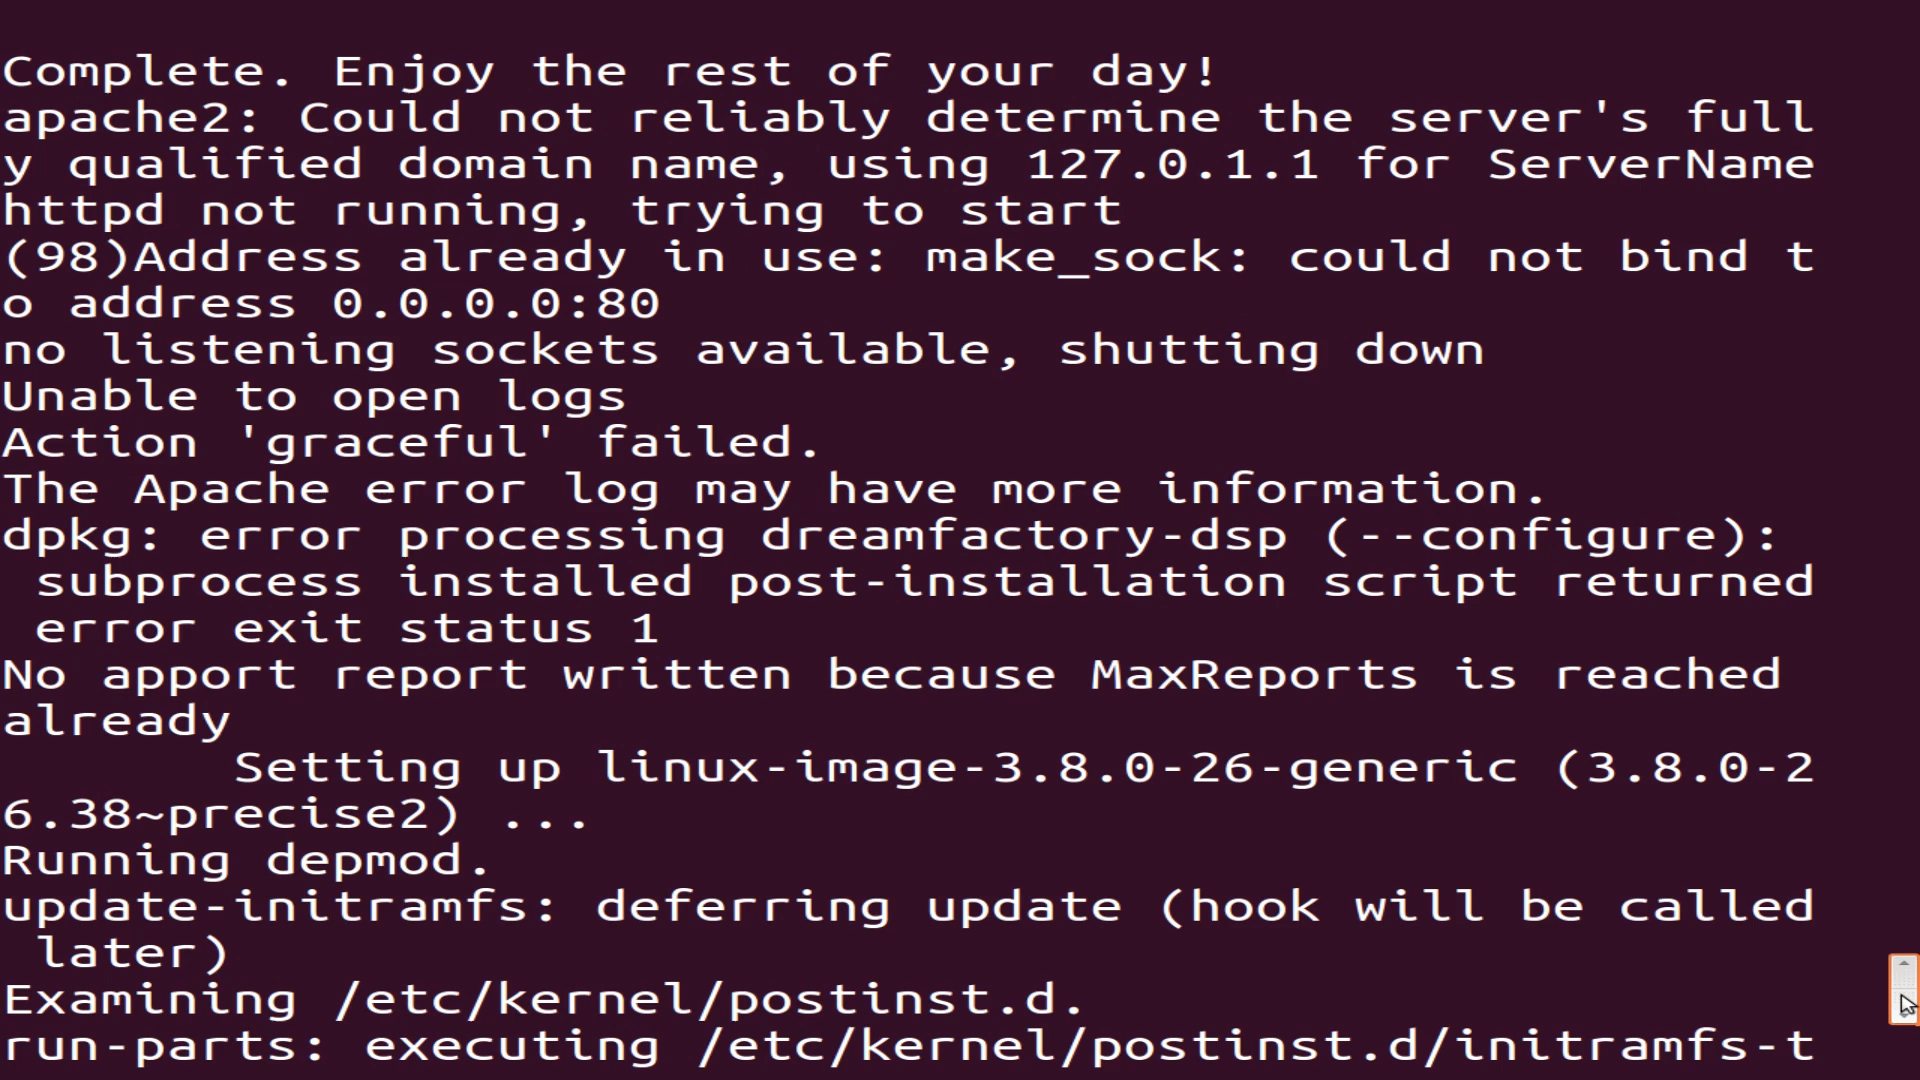 Complete. Enjoy the rest of your day!
apache2: Could not reliably determine the server's full
y qualified domain name, using 127.0.1.1 for ServerName
httpd not running, trying to start
(98)Address already in use: make_sock: could not bind t
o address 0.0.0.0:80
no listening sockets available, shutting down
Unable to open logs
Action 'graceful' failed.
The Apache error log may have more information.
dpkg: error processing dreamfactory-dsp (--configure):
 subprocess installed post-installation script returned
 error exit status 1
No apport report written because MaxReports is reached
already
       Setting up linux-image-3.8.0-26-generic (3.8.0-2
6.38~precise2) ...
Running depmod.
update-initramfs: deferring update (hook will be called
 later)
Examining /etc/kernel/postinst.d.
run-parts: executing /etc/kernel/postinst.d/initramfs-t